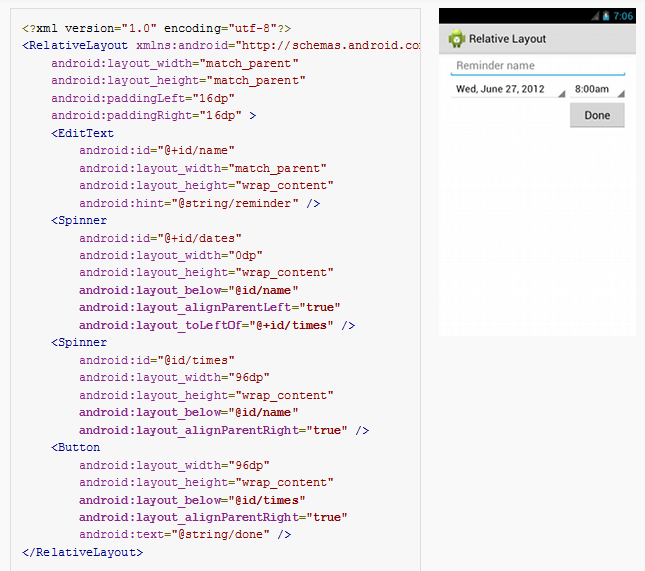 <?xml version="1.0" encoding="utf-8"?>
<RelativeLayout xmlns:android="http://schemas.android.co
android:layout_width="match_parent"
android:layout_height="match_parent"
android:paddingLeft="16dp"
android:paddingRight="16dp" >
<EditText
android:id="@+id/name"
android:layout_width="match_parent"
android:layout_height="wrap_content"
android:hint="@string/reminder" />
<Spinner
android:id="@+id/dates"
android:layout_width="0dp"
android:layout_height="wrap_content"
android:layout_below="@id/name"
android:layout_alignParentLeft="true"
android:layout_toLeftOf="@+id/times" />
<Spinner
android:id="@id/times"
android:layout_width="96dp"
android:layout_height="wrap_content"
android:layout_below="@id/name"
android:layout_alignParentRight="true" />
<Button
android:layout_width="96dp"
android:layout_height="wrap_content"
android:layout_below="@id/times"
android:layout_alignParentRight="true"
android:text="@string/done" />
</RelativeLayout>
7:06
Relative Layout
Reminder name
Wed, June 27, 2012 8:00am
Done